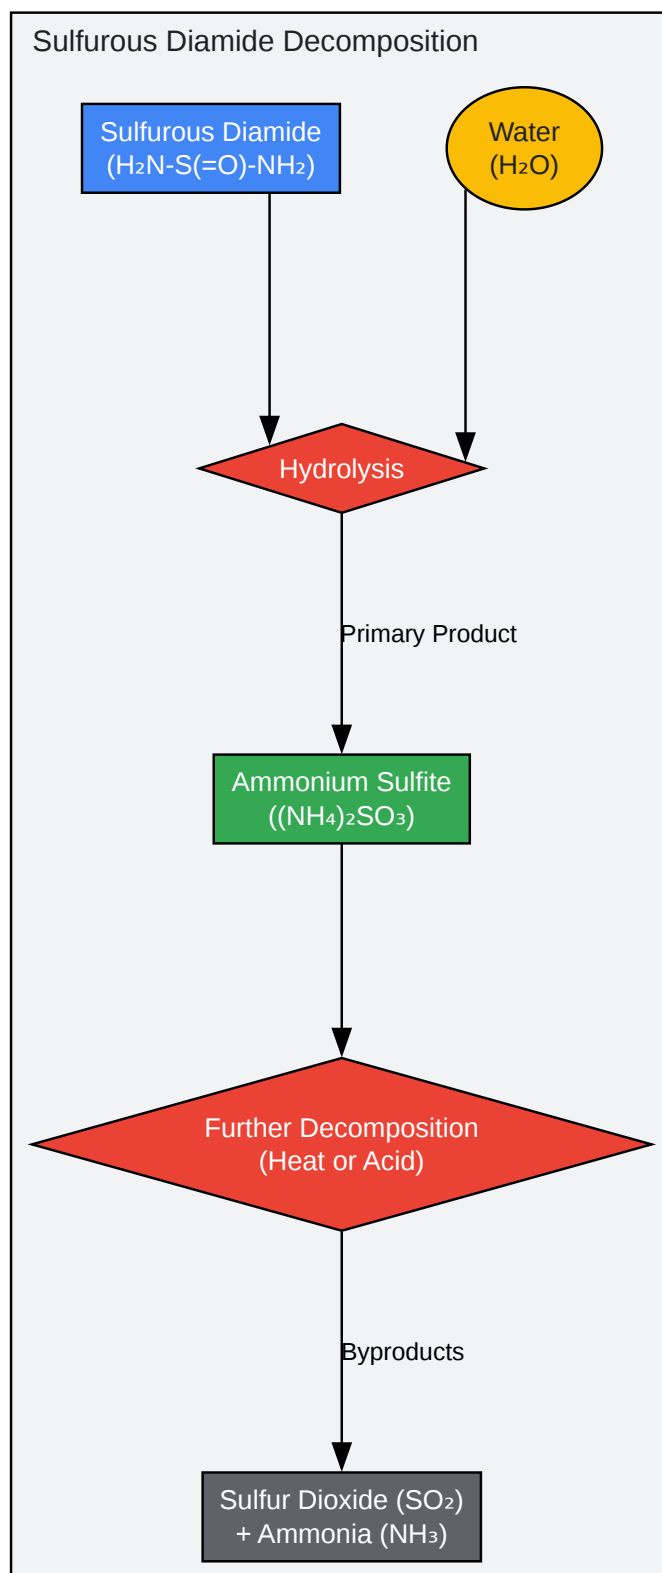 Sulfurous Diamide Decomposition
Sulfurous Diamide
(H₂N-S(=O)-NH₂)
Water
(H₂O)
Hydrolysis
Primary Product
Ammonium Sulfite
((NH₄)₂SO₃)
Further Decomposition
(Heat or Acid)
Byproducts
Sulfur Dioxide (SO₂)
+ Ammonia (NH₃)